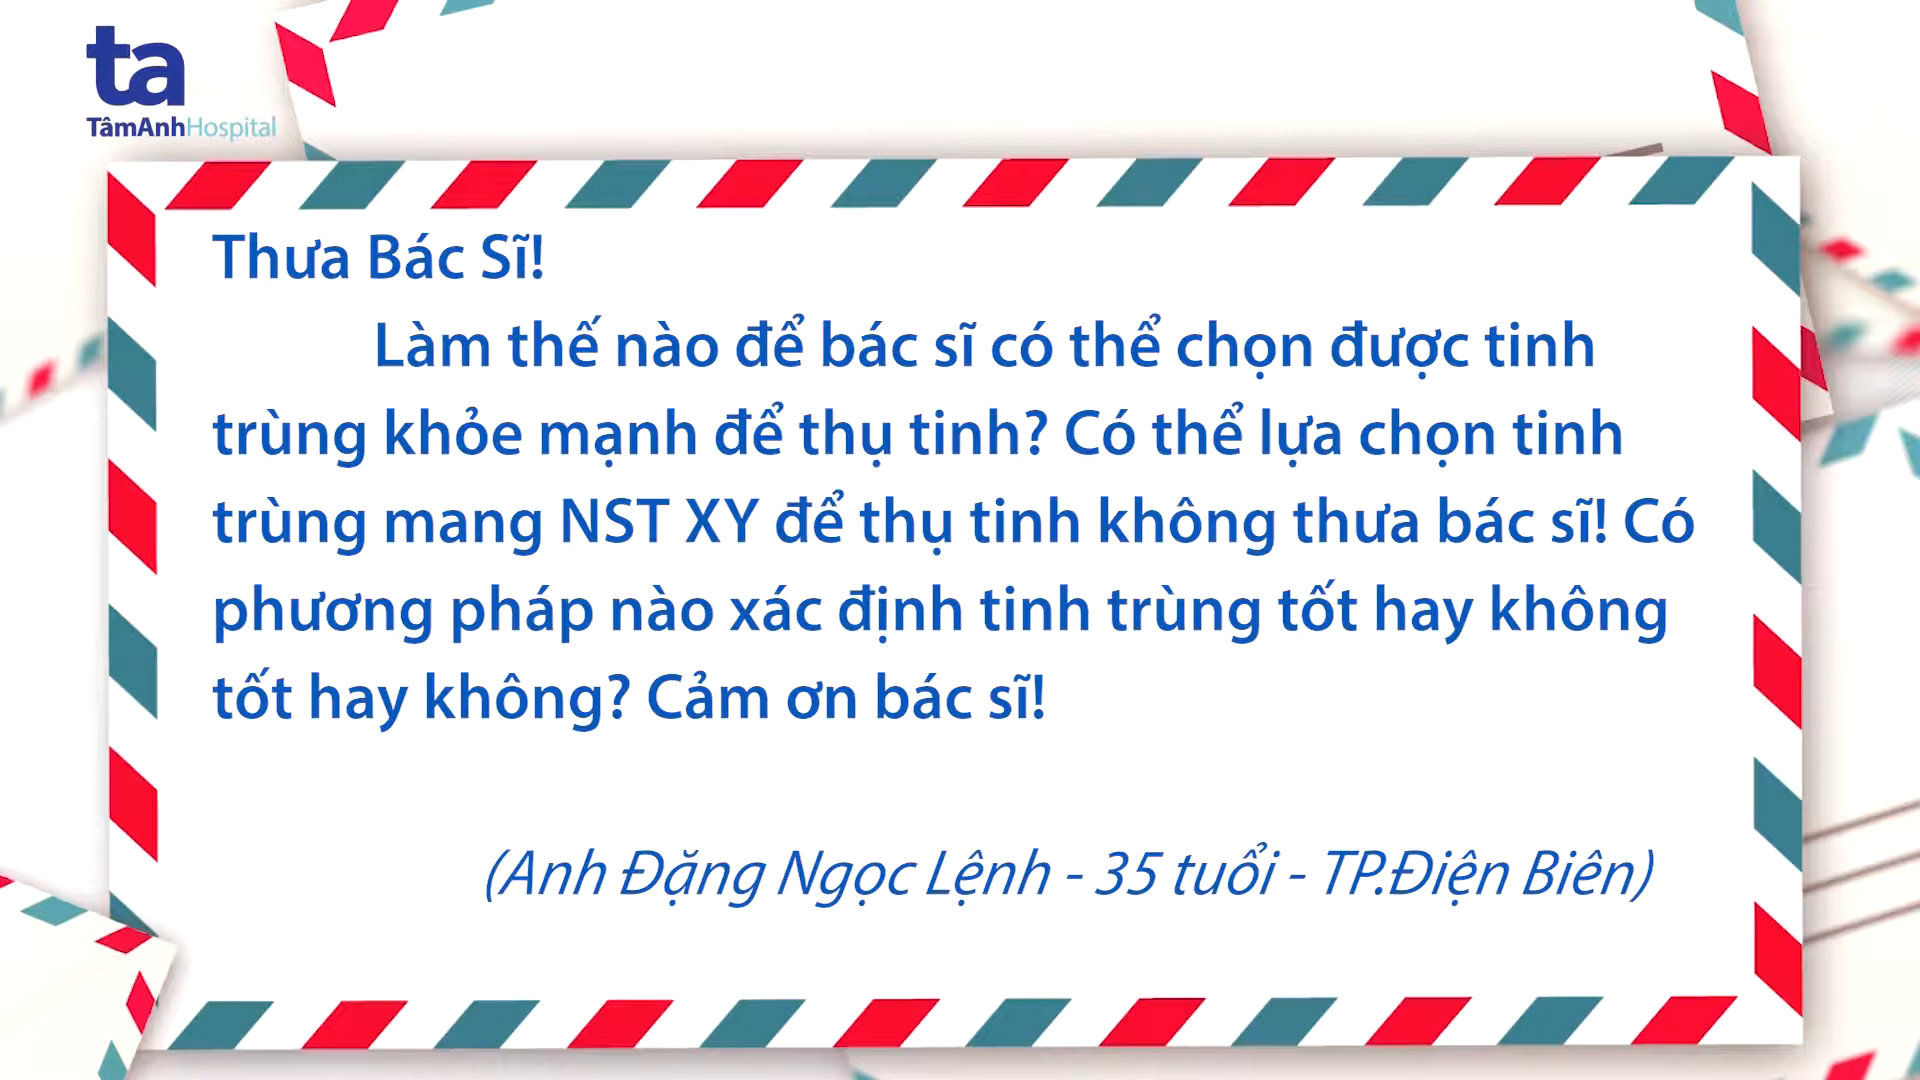 ta
TâmAnhHospital
Thưa Bác Sĩ!
Làm thế nào để bác sĩ có thể chọn được tinh
trùng khỏe mạnh để thụ tinh? Có thể lựa chọn tinh
trùng mang NST XY để thụ tinh không thưa bác sĩ! Có
phương pháp nào xác định tinh trùng tốt hay không
tốt hay không? Cảm ơn bác sĩ!
(Anh Đặng Ngọc Lệnh - 35 tuổi - TP.Điện Biên)